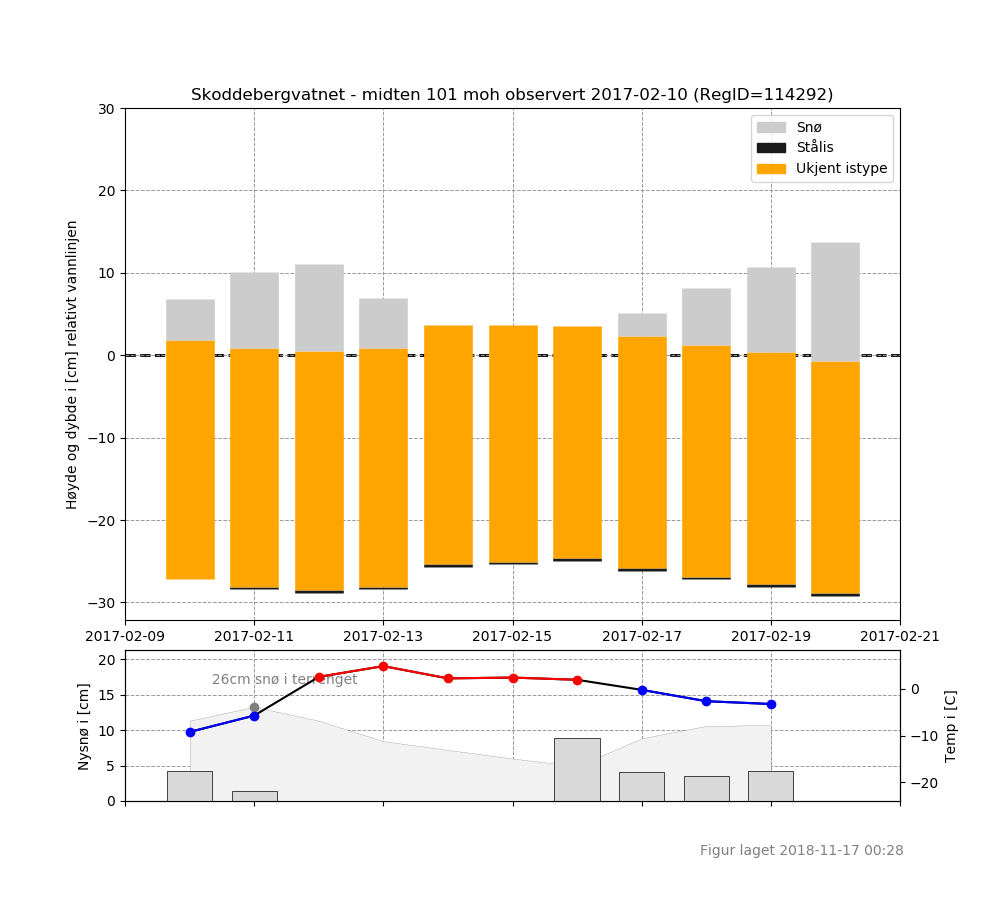 Skoddebergvatnet - midten 101 moh observert 2017-02-10 (RegID=114292)
Høyde og dybde i [cm] relativt vannlinjen
30
20
10
0
−10
−20
−30
Snø
Stålis
Ukjent istype
2017-02-09
2017-02-11
2017-02-13
2017-02-15
2017-02-17
2017-02-19
2017-02-21
Nysnø i [cm]
20
15
10
5
0
26cm snø i terrenget
0
−10
−20
Temp i [C]
Figur laget 2018-11-17 00:28